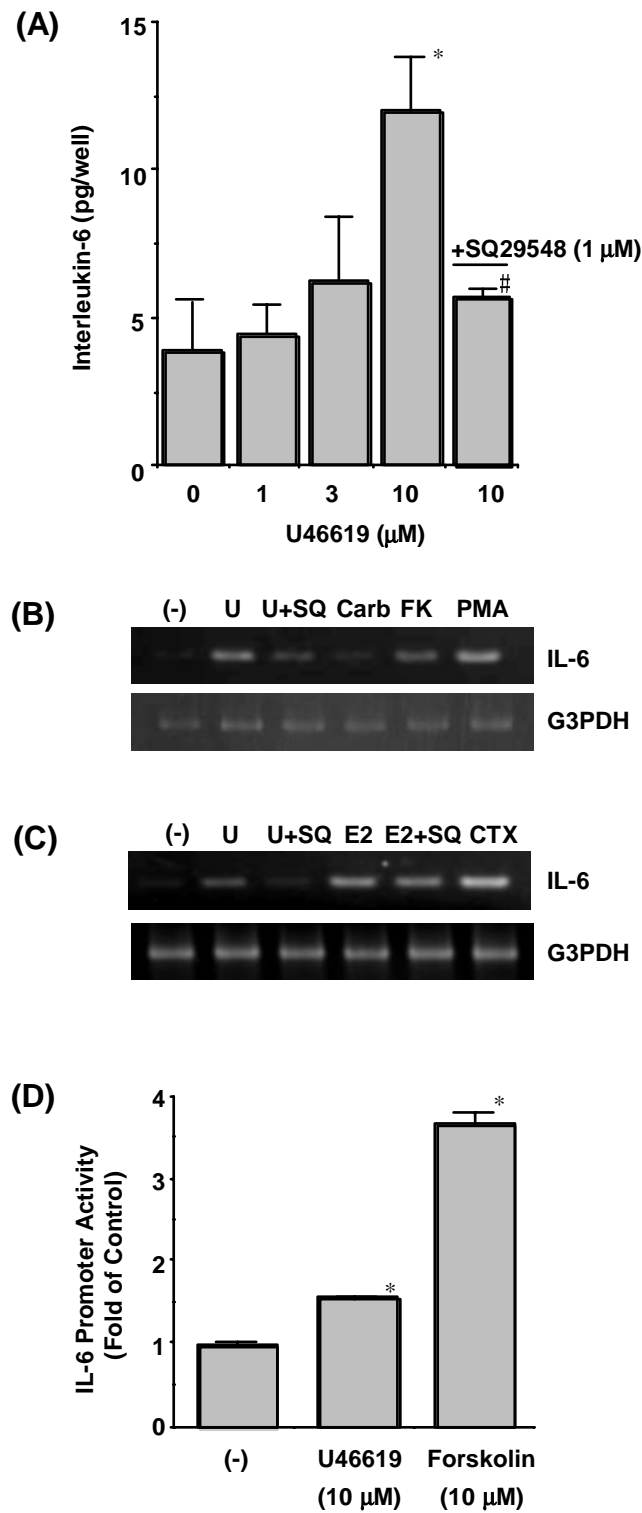 (A)
15
*
10
+SQ29548 (1 μM)
#
5
0
Interleukin-6 (pg/well)
0 1 3 10 10
U46619 (μM)
(B)
(-) U U+SQ Carb FK PMA
IL-6
G3PDH
(C)
(-) U U+SQ E2 E2+SQ CTX
IL-6
G3PDH
(D)
4
*
3
2
*
1
0
IL-6 Promoter Activity
(Fold of Control)
(-) U46619 Forskolin
(10 μM) (10 μM)